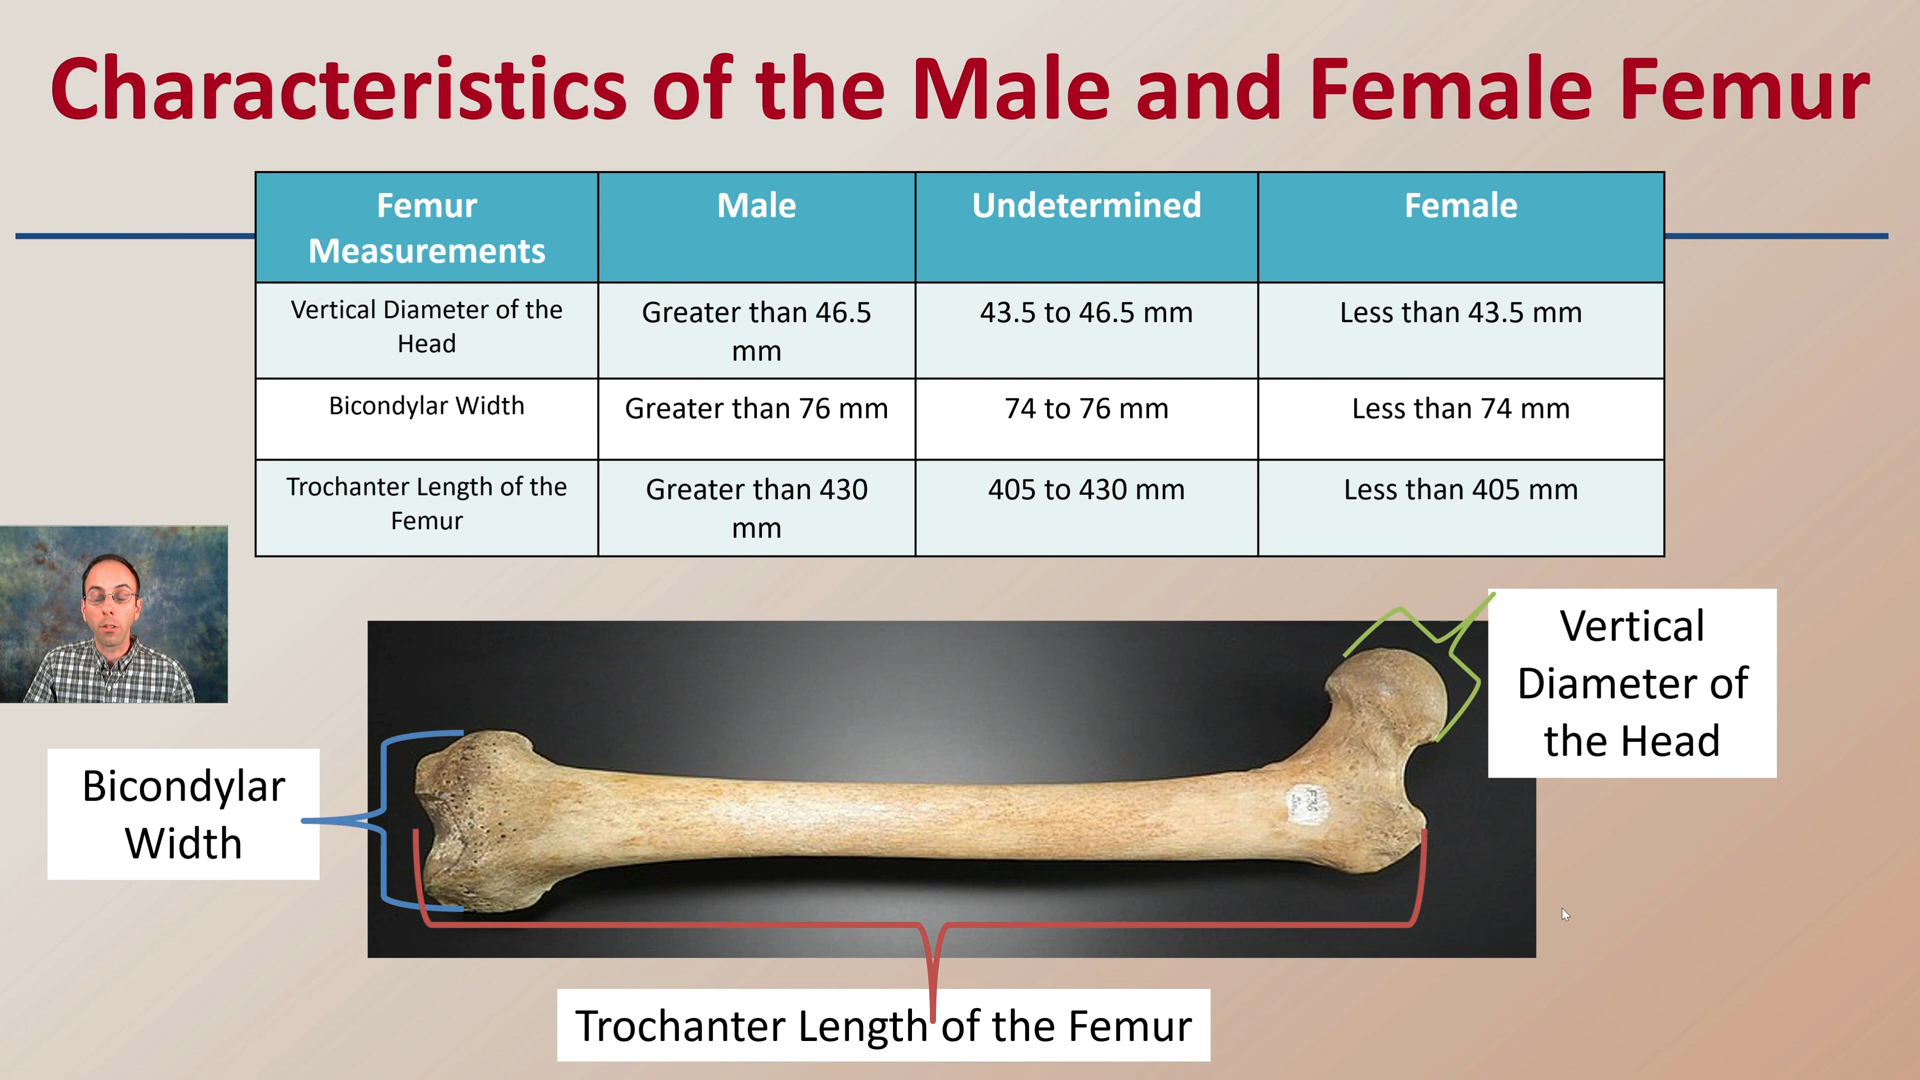 Characteristics of the Male and Female Femur
Femur Measurements
Male
Undetermined
Female
Vertical Diameter of the
Head
Greater than 46.5
mm
43.5 to 46.5 mm
Less than 43.5 mm
Bicondylar Width
Greater than 76 mm
74 to 76 mm
Less than 74 mm
Trochanter Length of the
Femur
Greater than 430
mm
405 to 430 mm
Less than 405 mm
Vertical
Diameter of
the Head
Bicondylar
Width
Trochanter Length of the Femur